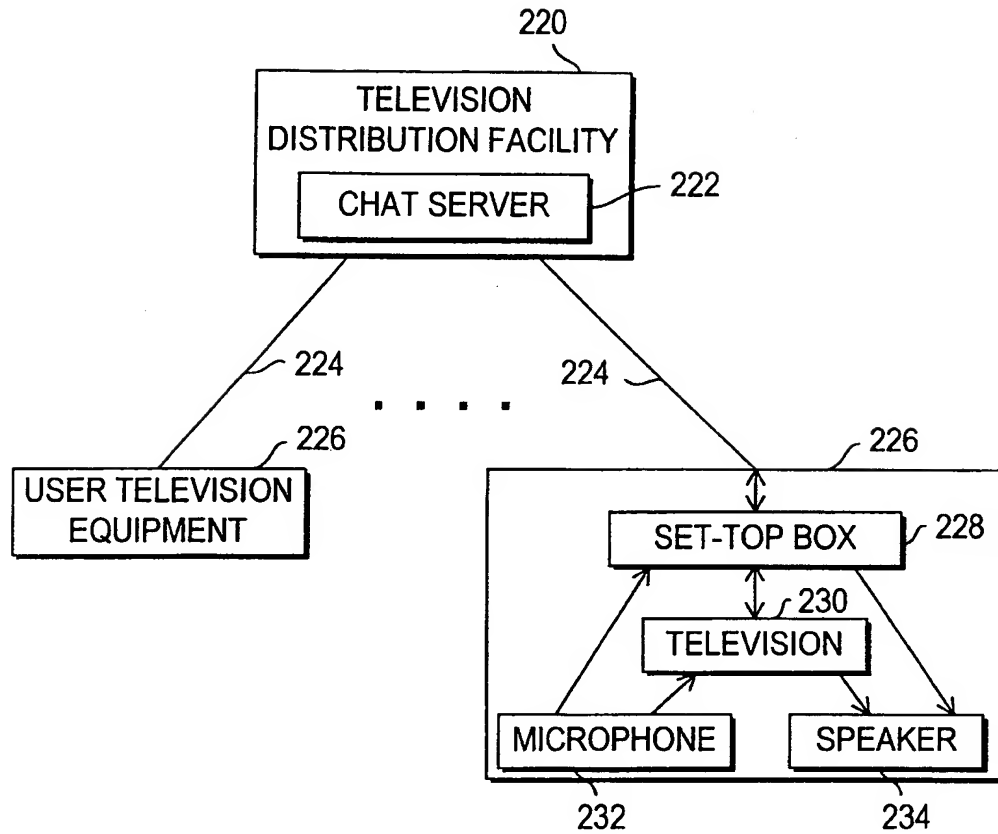 220
TELEVISION
DISTRIBUTION FACILITY
CHAT SERVER
222
224
224
226
USER TELEVISION
EQUIPMENT
226
SET-TOP BOX
228
230
TELEVISION
MICROPHONE
SPEAKER
232
234